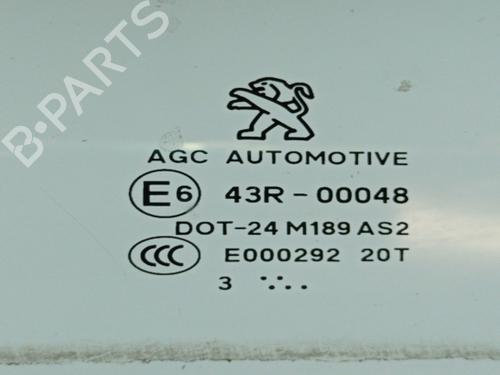 B-PARTS
AGC AUTOMOTIVE
E6 43R-00048
DOT-24 M189 AS2
CCC E000292 20T
3